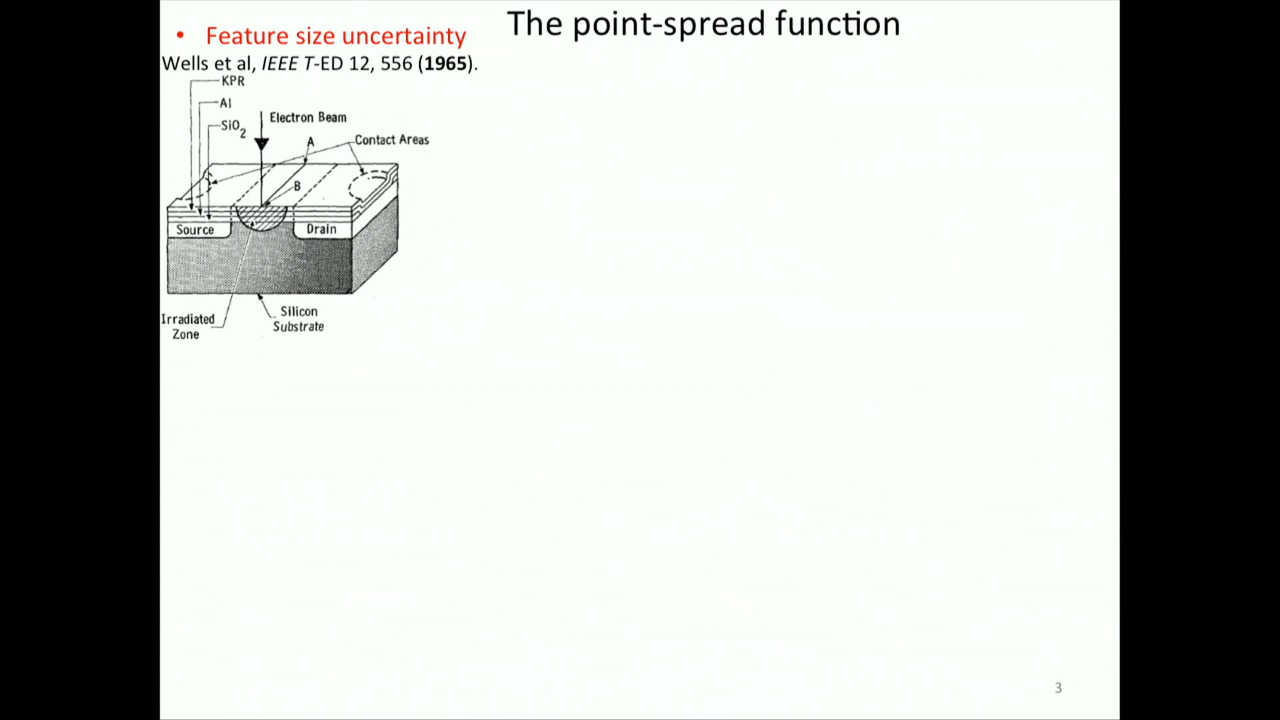 The point-spread function
• Feature size uncertainty
Wells et al, IEEE T-ED 12, 556 (1965).
KPR
Al
SiO2
Electron Beam
A
Contact Areas
B
Source
Drain
Irradiated
Zone
Silicon
Substrate
3